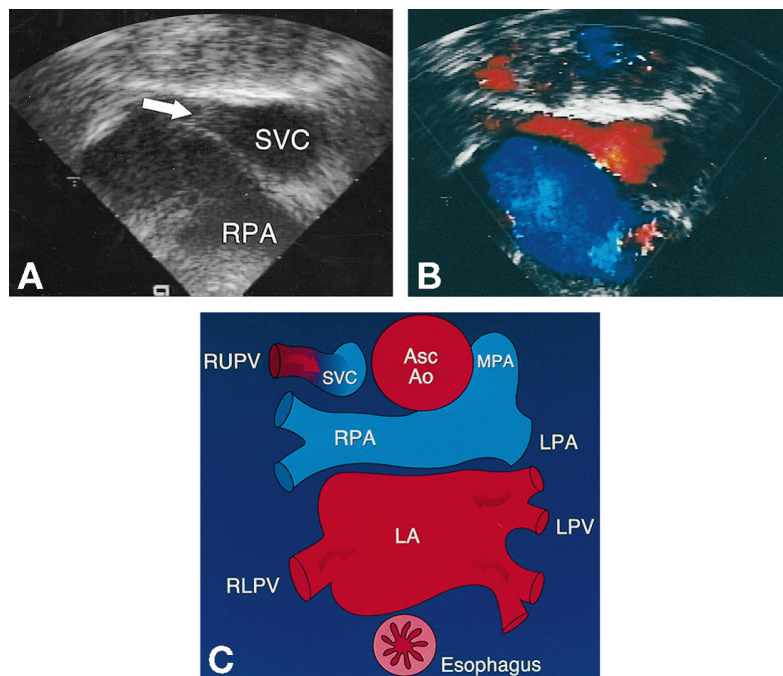 SVC
RPA
A
B
RUPV
SVC
Asc
Ao
MPA
RPA
LPA
LA
LPV
RLPV
C
Esophagus